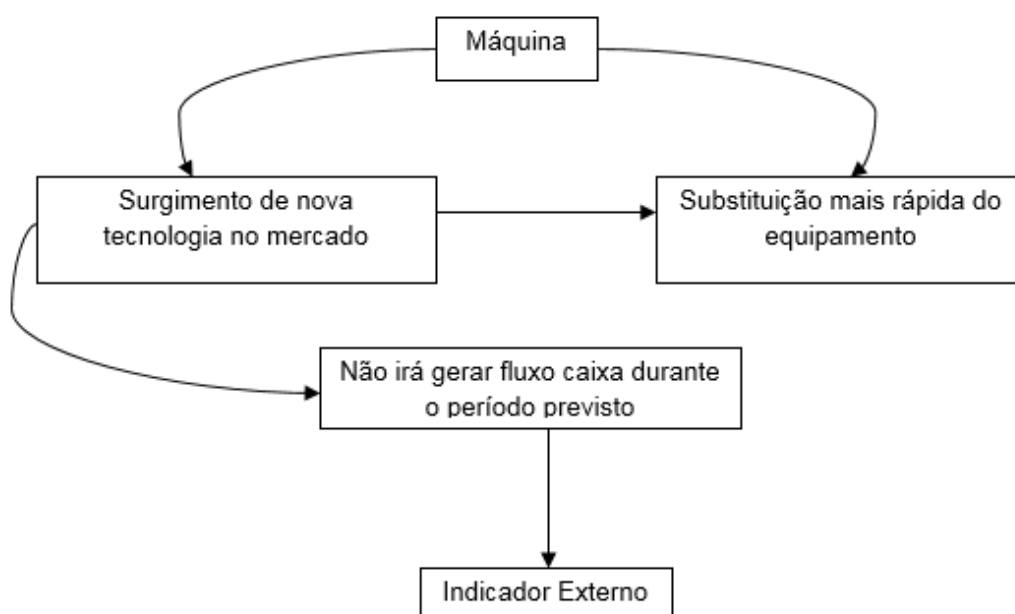 Máquina
Surgimento de nova
tecnologia no mercado
Substituição mais rápida do
equipamento
Não irá gerar fluxo caixa durante
o período previsto
Indicador Externo